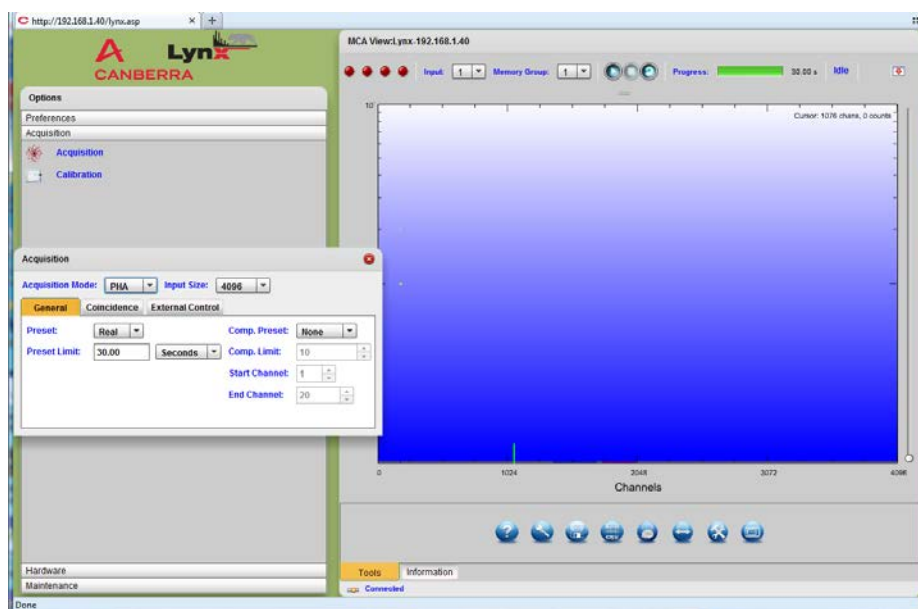 http://192.168.1.40/lynx.asp
CANBERRA
Lynx
Options
Preferences
Acquisition
Acquisition
Calibration
Acquisition
Acquisition Mode: PHA Input Size: 4096
General Coincidence External Control
Preset: Real Comp. Preset: None
Preset Limit: 30.00 Seconds Comp. Limit: 10
Start Channel: 1
End Channel: 20
Hardware
Maintenance
Done
MCA View:Lynx-192.168.1.40
Input: 1 Memory Group: 1 Progress: 30.00 s Idle
10
Cursor: 1076 chans, 0 counts
0 1024 2048 3072 4096
Channels
Tools Information
Connected